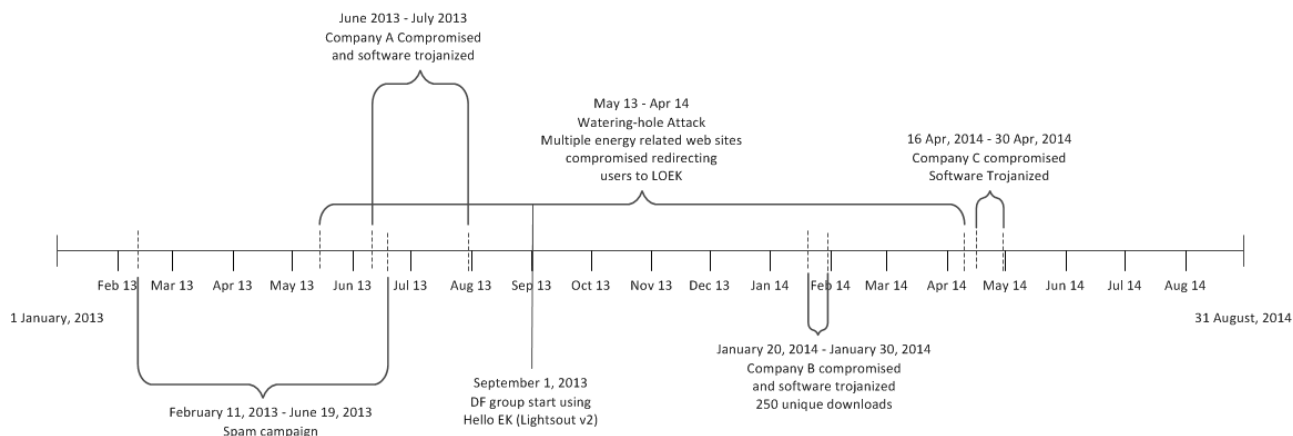 June 2013 - July 2013
Company A Compromised
and software trojanized
May 13 - Apr 14
Watering-hole Attack
Multiple energy related web sites
compromised redirecting
users to LOEK
16 Apr, 2014 - 30 Apr, 2014
Company C compromised
Software Trojanized
Feb 13 Mar 13 Apr 13 May 13 Jun 13 Jul 13 Aug 13 Sep 13 Oct 13 Nov 13 Dec 13 Jan 14 Feb 14 Mar 14 Apr 14 May 14 Jun 14 Jul 14 Aug 14
1 January, 2013
31 August, 2014
February 11, 2013 - June 19, 2013
Spam campaign
September 1, 2013
DF group start using
Hello EK (Lightsout v2)
January 20, 2014 - January 30, 2014
Company B compromised
and software trojanized
250 unique downloads